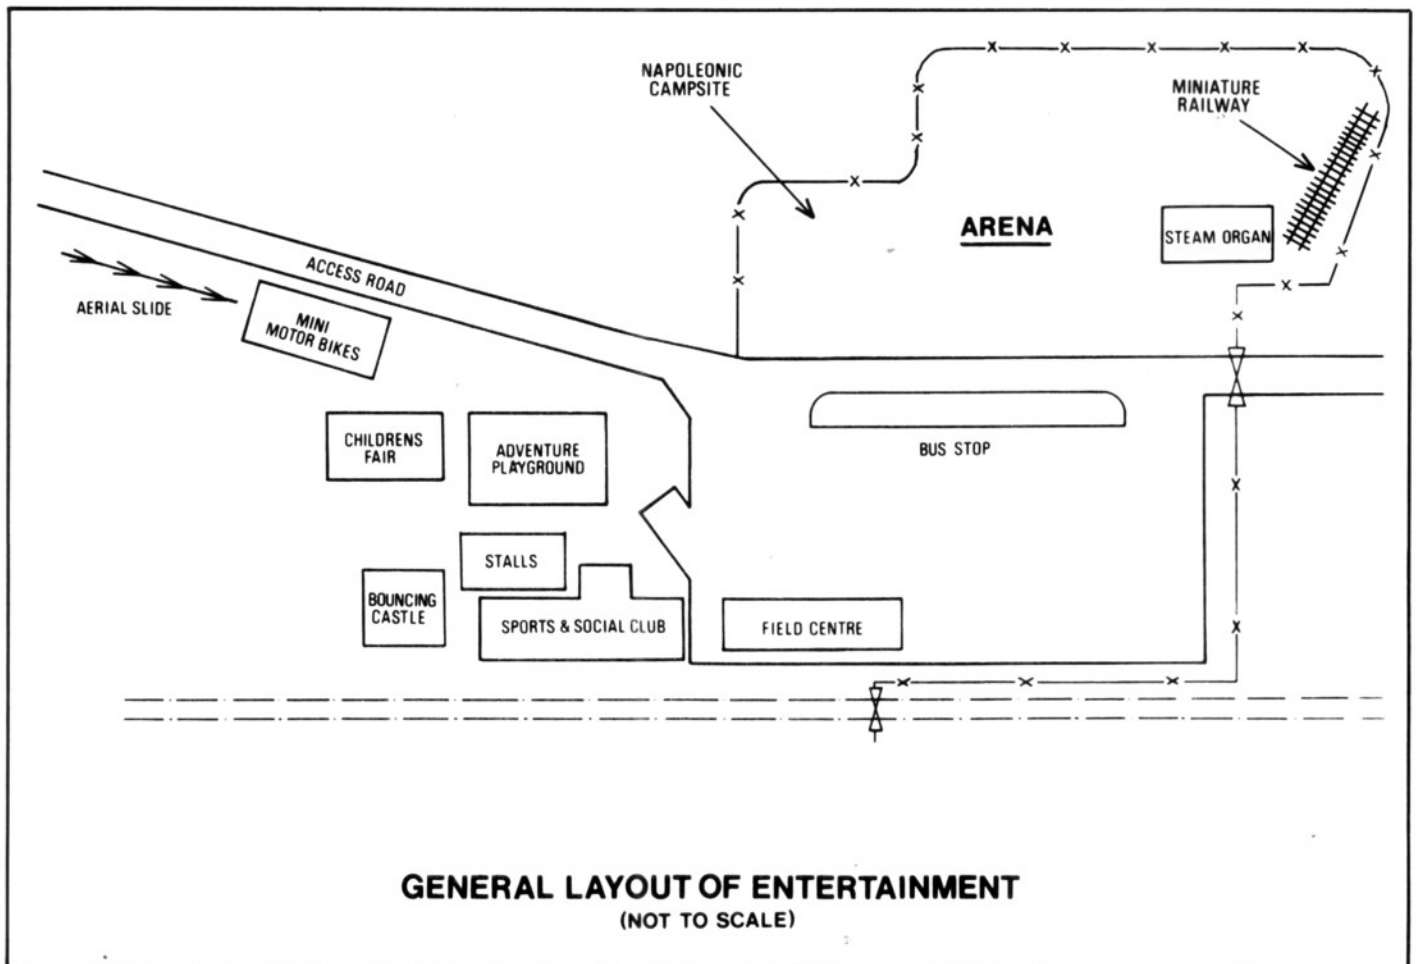 NAPOLEONIC
CAMPSITE
MINIATURE
RAILWAY
ARENA
STEAM ORGAN
ACCESS ROAD
AERIAL SLIDE
MINI
MOTOR BIKES
CHILDRENS
FAIR
ADVENTURE
PLAYGROUND
BUS STOP
STALLS
BOUNCING
CASTLE
SPORTS & SOCIAL CLUB
FIELD CENTRE
GENERAL LAYOUT OF ENTERTAINMENT
(NOT TO SCALE)